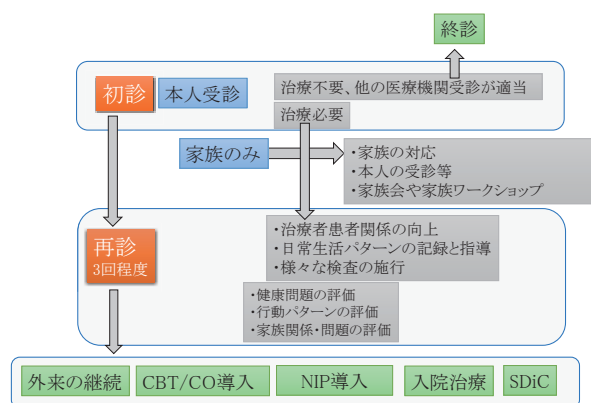 終診
初診
本人受診
治療不要、他の医療機関受診が適当
治療必要
家族のみ
・家族の対応
・本人の受診等
・家族会や家族ワークショップ
再診
3回程度
・治療者患者関係の向上
・日常生活パターンの記録と指導
・様々な検査の施行
・健康問題の評価
・行動パターンの評価
・家族関係・問題の評価
外来の継続
CBT/CO導入
NIP導入
入院治療
SDiC